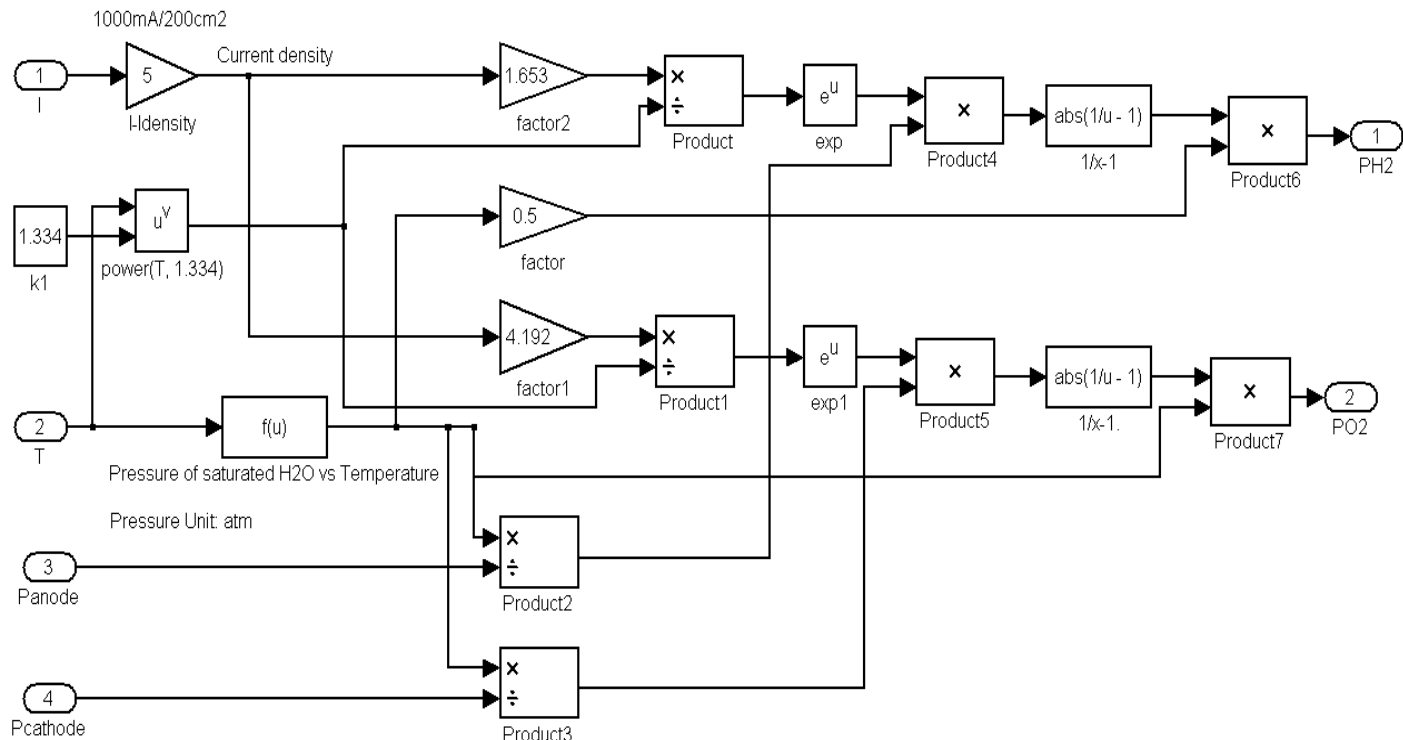 1000mA/200cm2
1
I
5
I-Idensity
Current density
1.653
factor2
×
÷
Product
e^u
exp
×
Product4
abs(1/u - 1)
1/x-1
×
Product6
1
PH2
1.334
k1
u^v
power(T, 1.334)
0.5
factor
4.192
factor1
×
÷
Product1
e^u
exp1
×
Product5
abs(1/u - 1)
1/x-1.
×
Product7
2
PO2
2
T
f(u)
Pressure of saturated H2O vs Temperature
Pressure Unit: atm
3
Panode
×
÷
Product2
4
Pcathode
×
÷
Product3